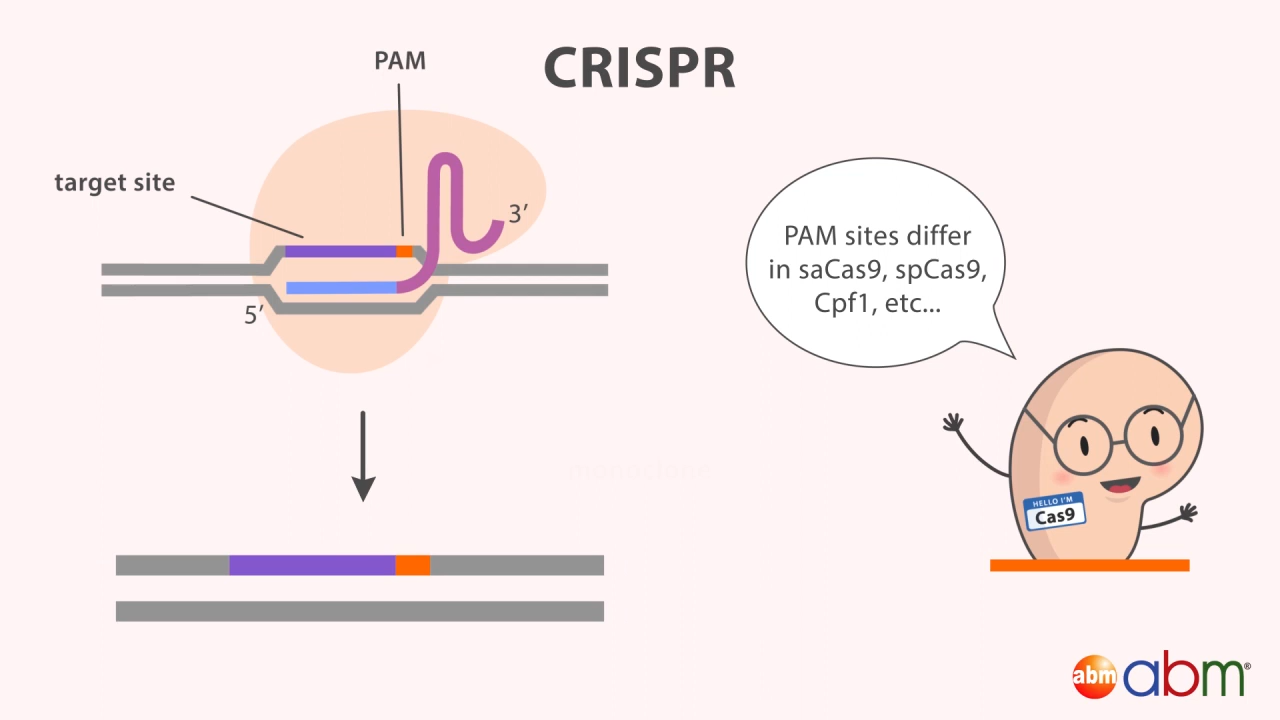 CRISPR
PAM
target site
3’
5’
PAM sites differ
in saCas9, spCas9,
Cpf1, etc...
HELLO I'M
Cas9
abm
abm®